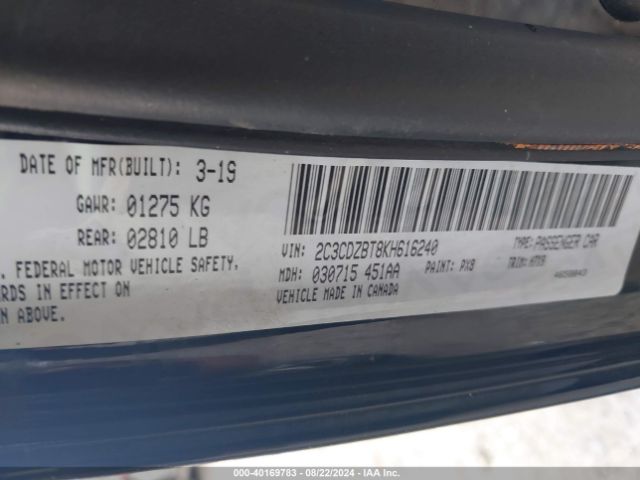 DATE OF MFR(BUILT): 3-19
GAWR: 01275 KG
REAR: 02810 LB
. FEDERAL MOTOR VEHICLE SAFETY,
RDS IN EFFECT ON
N ABOVE.
VIN: 2C3CDZBT8KH616240
TYPE: PASSENGER CAR
MDH: 030715 451AA
PAINT: PX8
TRIM:
VEHICLE MADE IN CANADA
000-40169783 - 08/22/2024 - IAA Inc.